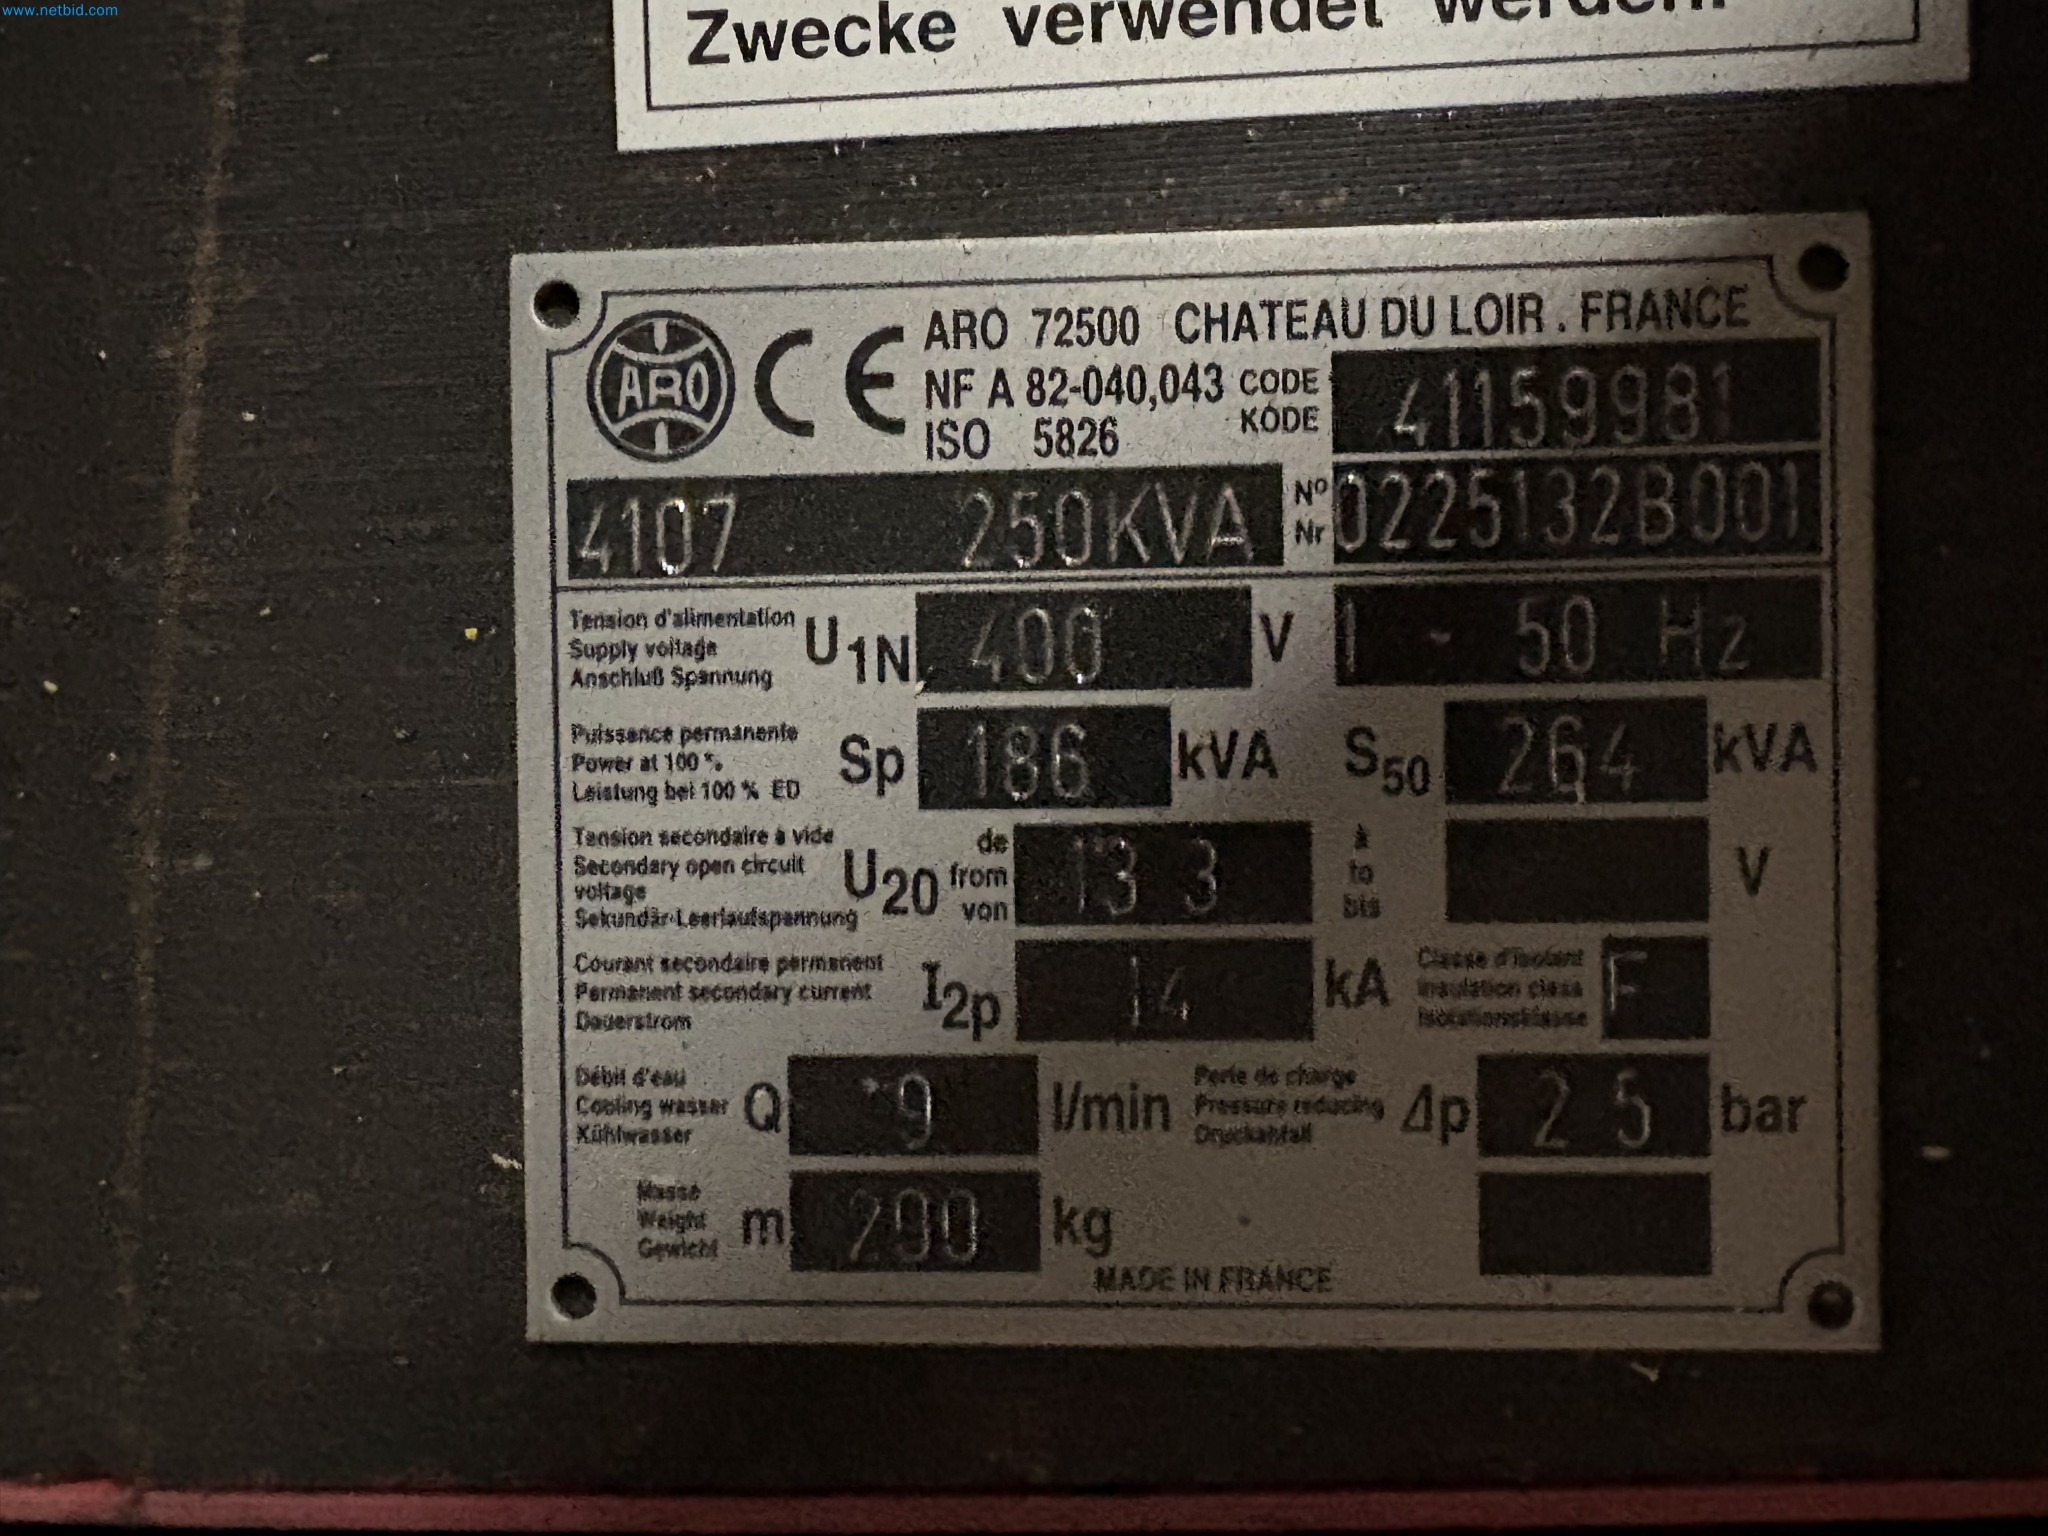 www.netbid.com
Zwecke verwendet werden.
ARO
CE
ARO 72500 CHATEAU DU LOIR . FRANCE
NF A 82-040,043 CODE KODE 41159981
ISO 5826
4107 250KVA Nº Nr 0225132B001
Tension d'alimentation
Supply voltage
Anschluß Spannung
U1N 400 V 1 - 50 Hz
Puissance permanente
Power at 100 %
Leistung bei 100 % ED
Sp 186 kVA S50 264 kVA
Tension secondaire à vide
Secondary open circuit
voltage
Sekundär-Leerlaufspannung
U20 de from von 13 3 à to bis V
Courant secondaire permanent
Permanent secondary current
Dauerstrom
I2p 14 kA
Classe d'isolant
Insulation class
Isolationsklasse
F
Débit d'eau
Cooling wasser
Kühlwasser
Q 9 l/min
Perte de charge
Pressure reducing
Druckabfall
Δp 2 5 bar
Masse
Weight
Gewicht
m 200 kg
MADE IN FRANCE